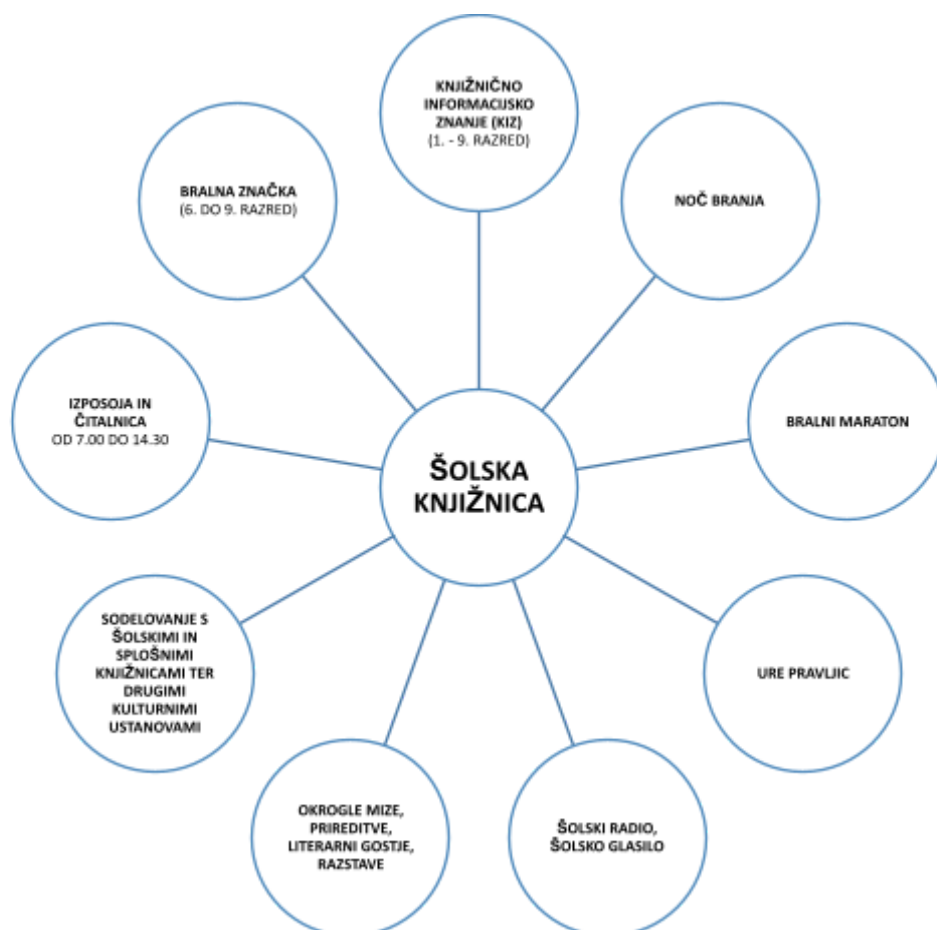 KNJIŽNIČNO
INFORMACIJSKO
ZNANJE (KIZ)
(1. - 9. RAZRED)
BRALNA ZNAČKA
(6. DO 9. RAZRED)
NOČ BRANJA
IZPOSOJA IN
ČITALNICA
OD 7.00 DO 14.30
BRALNI MARATON
ŠOLSKA
KNJIŽNICA
SODELOVANJE S
ŠOLSKIMI IN
SPLOŠNIMI
KNJIŽNICAMI TER
DRUGIMI
KULTURNIMI
USTANOVAMI
URE PRAVLJIC
OKROGLE MIZE,
PRIREDITVE,
LITERARNI GOSTJE,
RAZSTAVE
ŠOLSKI RADIO,
ŠOLSKO GLASILO